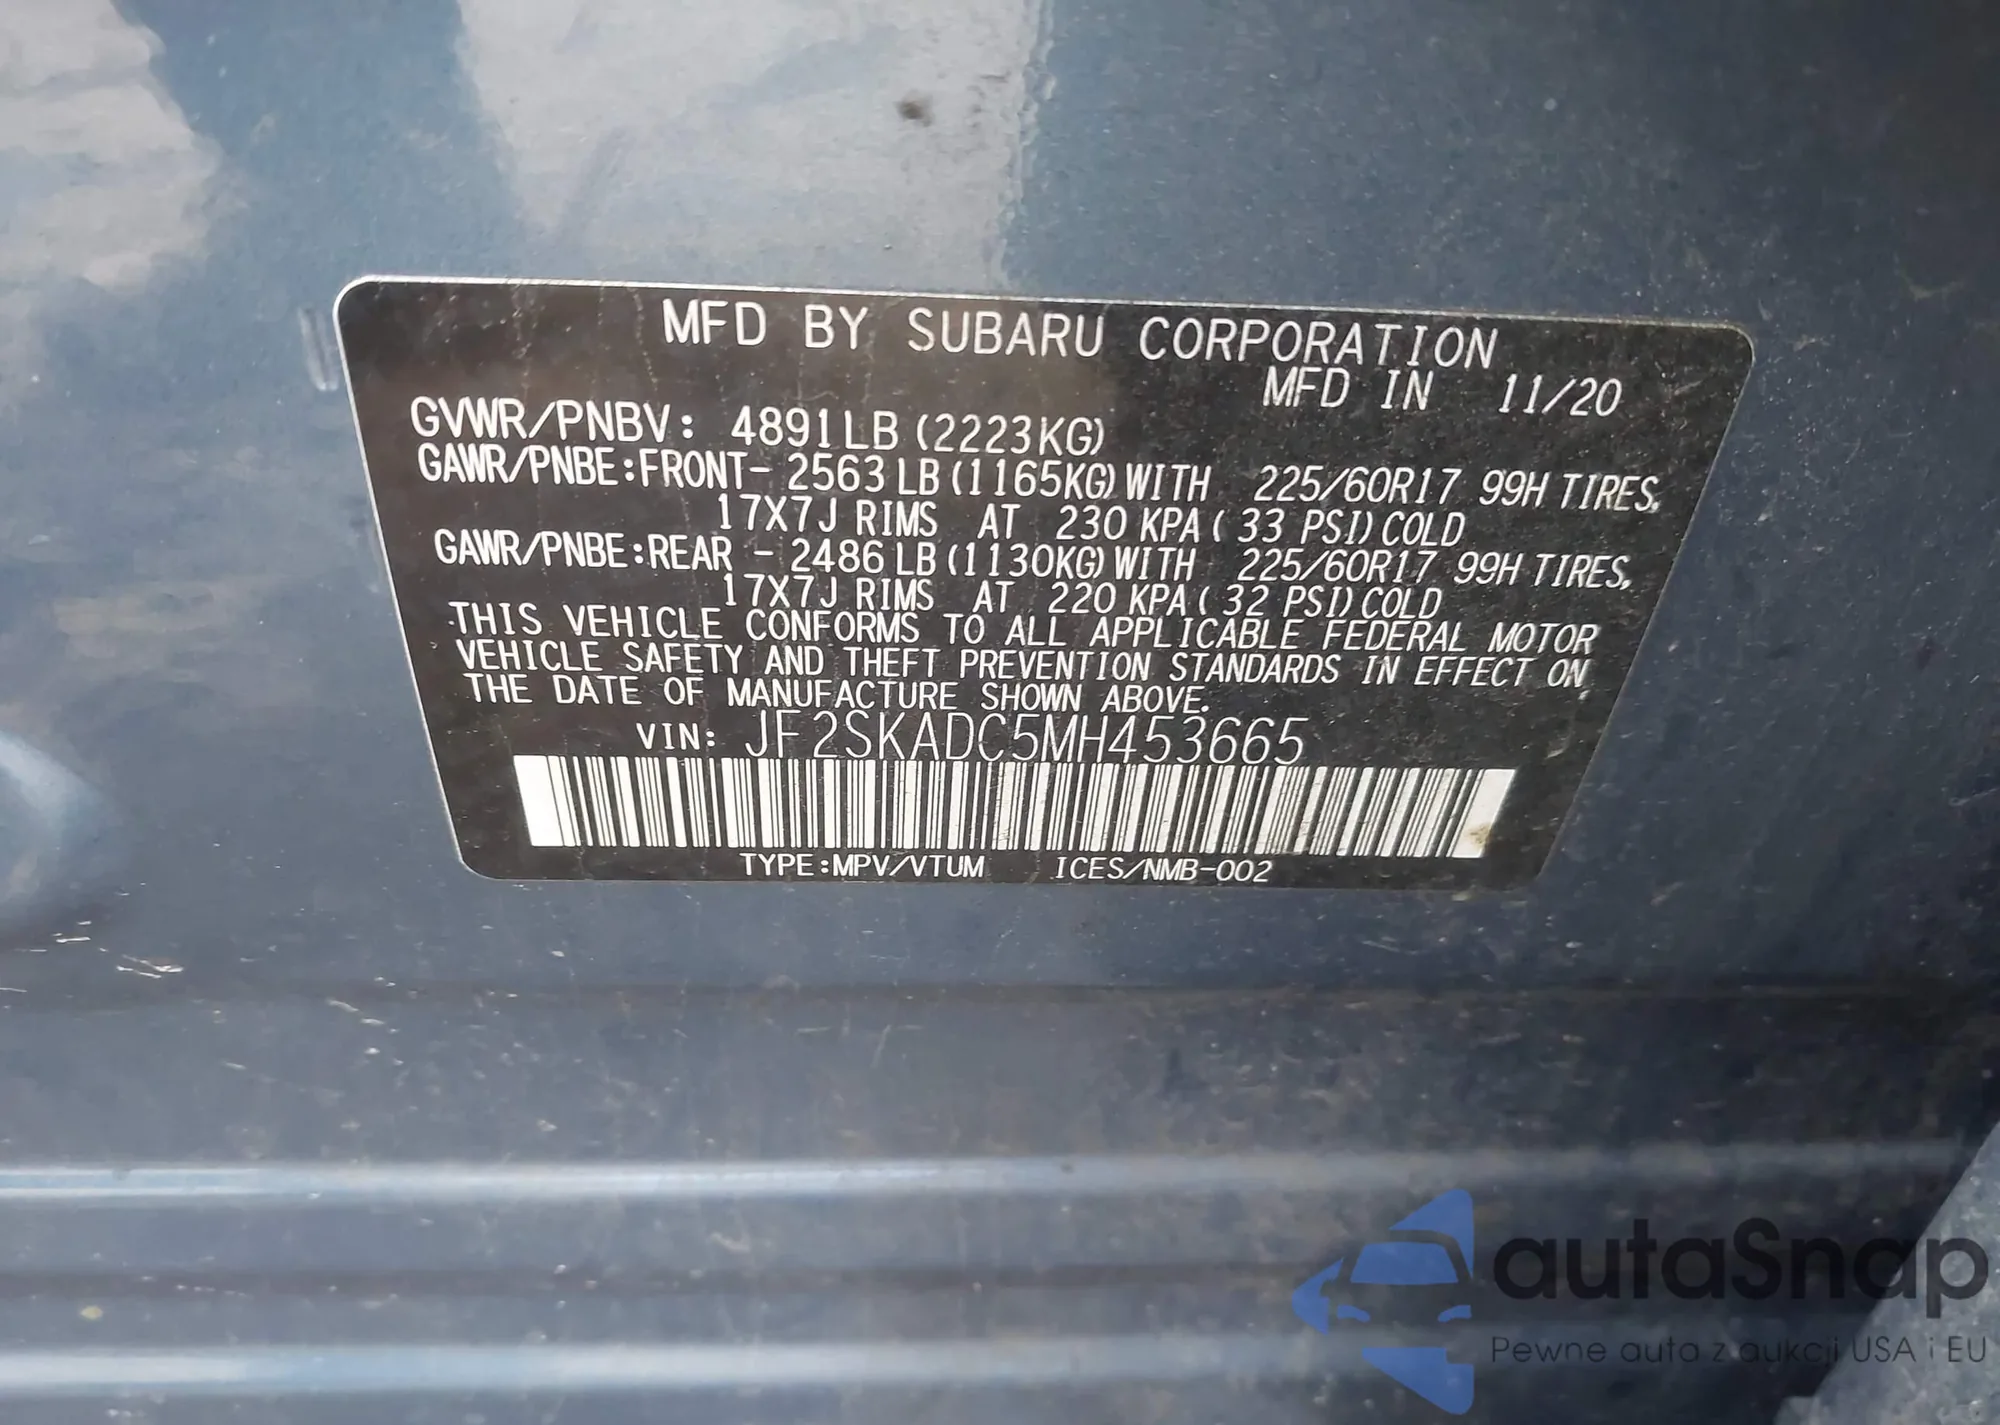 MFD BY SUBARU CORPORATION
MFD IN 11/20
GVWR/PNBV: 4891LB (2223KG)
GAWR/PNBE:FRONT- 2563 LB (1165KG) WITH 225/60R17 99H TIRES,
17X7J RIMS AT 230 KPA ( 33 PSI) COLD
GAWR/PNBE:REAR - 2486 LB (1130KG) WITH 225/60R17 99H TIRES,
17X7J RIMS AT 220 KPA ( 32 PSI) COLD
THIS VEHICLE CONFORMS TO ALL APPLICABLE FEDERAL MOTOR
VEHICLE SAFETY AND THEFT PREVENTION STANDARDS IN EFFECT ON
THE DATE OF MANUFACTURE SHOWN ABOVE.
VIN: JF2SKADC5MH453665
TYPE:MPV/VTUM ICES/NMB-002
autaSnap
Pewne auta z aukcji USA i EU